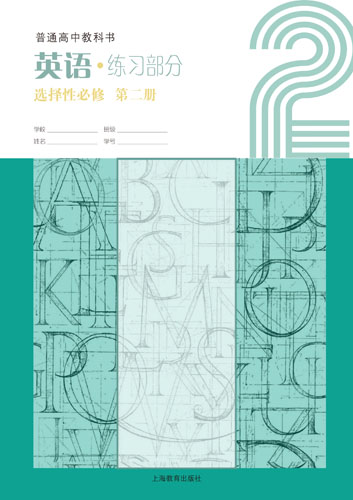 普通高中教科书
英语·练习部分
选择性必修 第二册
2
学校 班级
姓名 学号
上海教育出版社